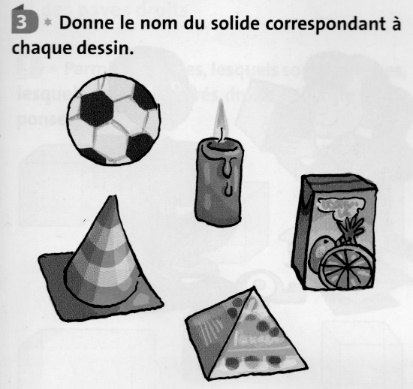 3 * Donne le nom du solide correspondant à
chaque dessin.